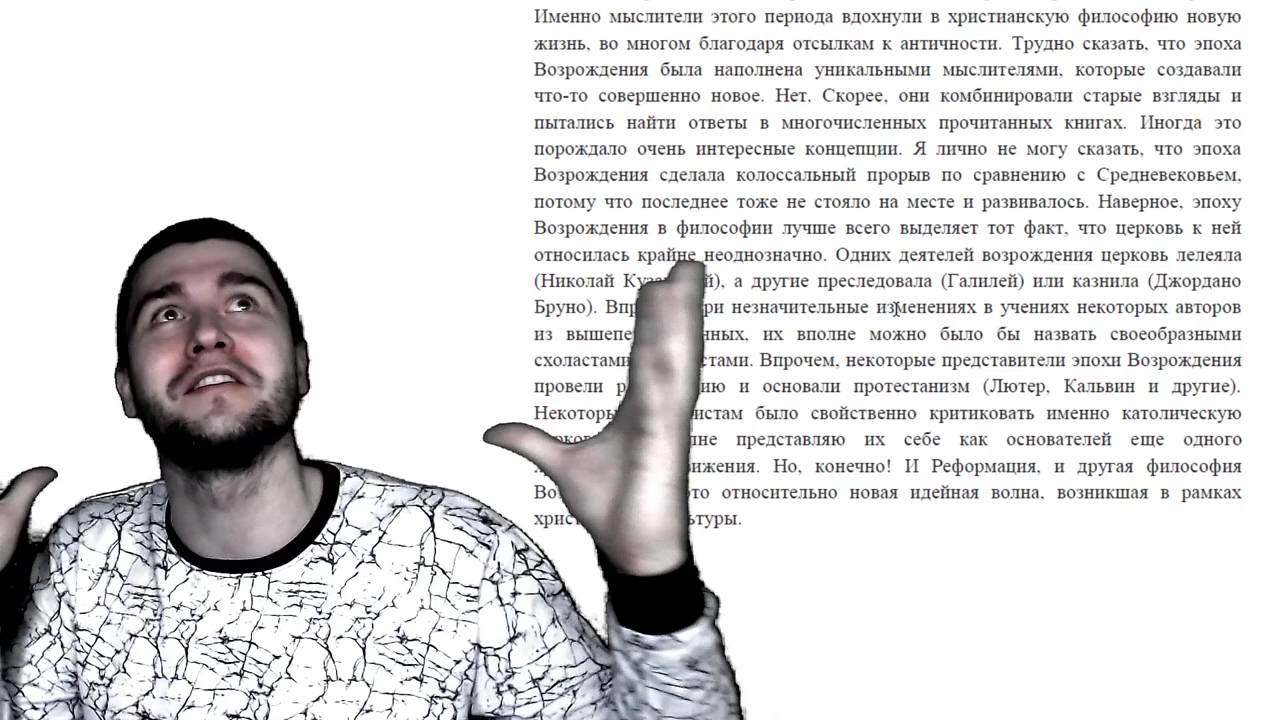 Именно мыслители этого периода вдохнули в христианскую философию новую
жизнь, во многом благодаря отсылкам к античности. Трудно сказать, что эпоха
Возрождения была наполнена уникальными мыслителями, которые создавали
что-то совершенно новое. Нет. Скорее, они комбинировали старые взгляды и
пытались найти ответы в многочисленных прочитанных книгах. Иногда это
порождало очень интересные концепции. Я лично не могу сказать, что эпоха
Возрождения сделала колоссальный прорыв по сравнению с Средневековьем,
потому что последнее тоже не стояло на месте и развивалось. Наверное, эпоху
Возрождения в философии лучше всего выделяет тот факт, что церковь к ней
относилась крайне неоднозначно. Одних деятелей возрождения церковь лелеяла
(Николай а другие преследовала (Галилей) или казнила (Джордано
Бруно). незначительные изменениях в учениях некоторых авторов
из их вполне можно было бы назвать своеобразными
схоластами Впрочем, некоторые представители эпохи Возрождения
провели и основали протестанизм (Лютер, Кальвин и другие).
было свойственно критиковать именно католическую
представляю их себе как основателей еще одного
Но, конечно! И Реформация, и другая философия
это относительно новая идейная волна, возникшая в рамках